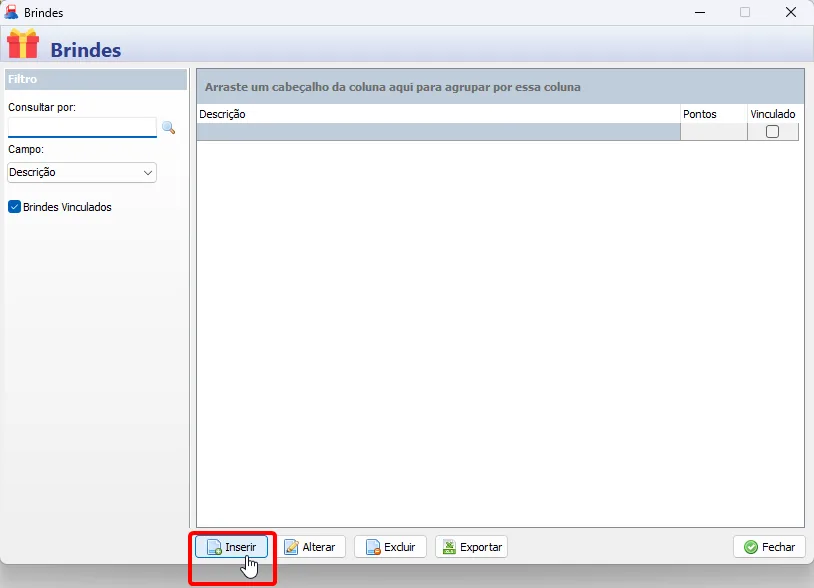 Brindes
Brindes
Filtro
Consultar por:
Campo:
Descrição
Brindes Vinculados
Arraste um cabeçalho da coluna aqui para agrupar por essa coluna
Descrição Pontos Vinculado
Inserir Alterar Excluir Exportar Fechar